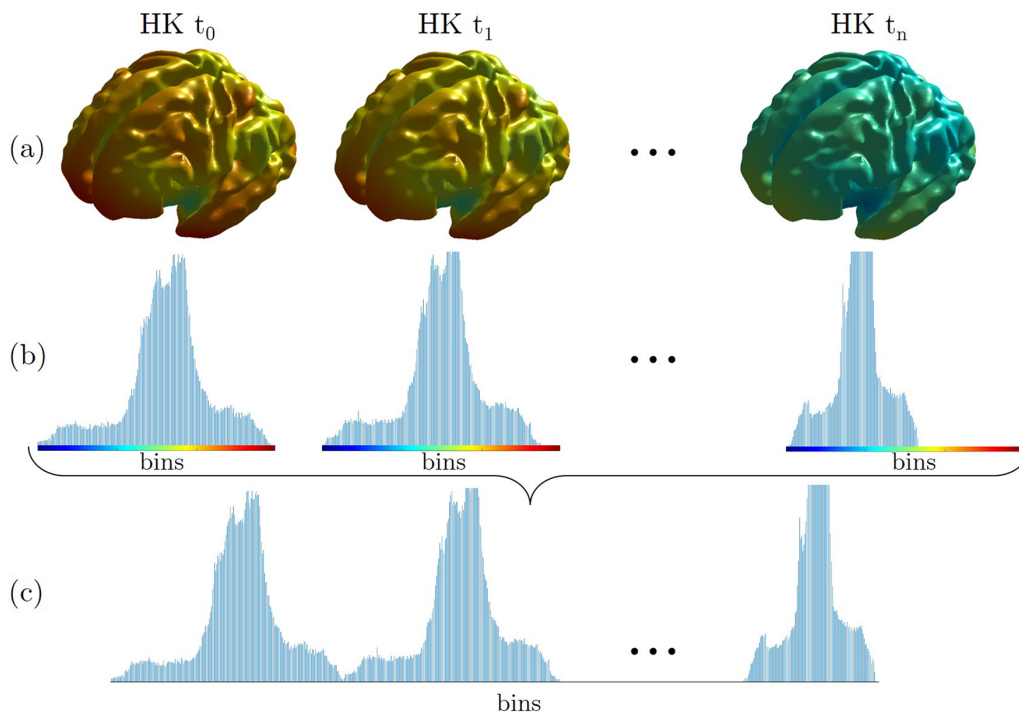 HK t₀ HK t₁ HK tₙ
(a)
(b)
bins bins bins
(c)
bins